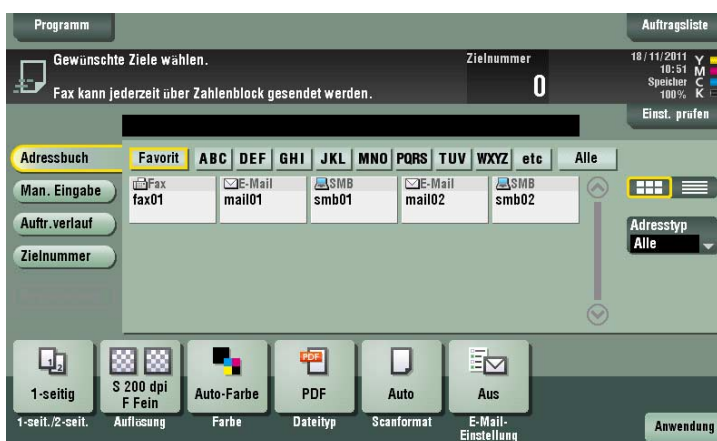 Programm
Auftragsliste
Gewünschte Ziele wählen.
Zielnummer
0
Fax kann jederzeit über Zahlenblock gesendet werden.
18/11/2011
10:51
Speicher
100%
Y
M
C
K
Einst. prüfen
Adressbuch
Man. Eingabe
Auftr.verlauf
Zielnummer
Favorit ABC DEF GHI JKL MNO PQRS TUV WXYZ etc Alle
Fax
fax01
E-Mail
mail01
SMB
smb01
E-Mail
mail02
SMB
smb02
Adresstyp
Alle
1 2
1-seitig
1-seit./2-seit.
S 200 dpi
F Fein
Auflösung
Auto-Farbe
Farbe
PDF
PDF
Dateityp
Auto
Scanformat
Aus
E-Mail-
Einstellung
Anwendung